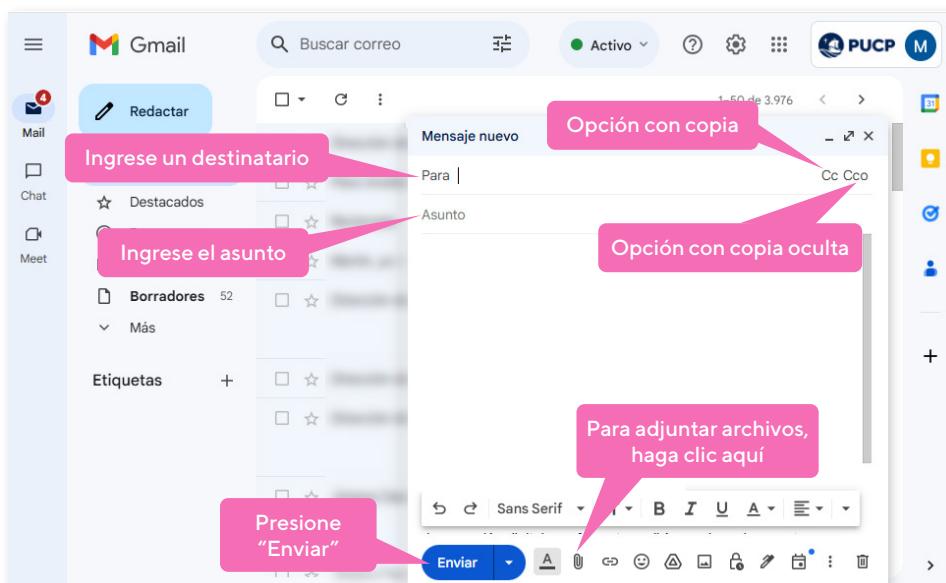 Gmail
Buscar correo
Activo
PUCP
M
4
Mail
Redactar
1–50 de 3.976
31
Mensaje nuevo
Opción con copia
Ingrese un destinatario
Para
Cc Cco
Chat
Destacados
Asunto
Ingrese el asunto
Opción con copia oculta
Meet
Borradores 52
Más
Etiquetas
Para adjuntar archivos,
haga clic aquí
Sans Serif
B I U A
Presione
“Enviar”
Enviar
A